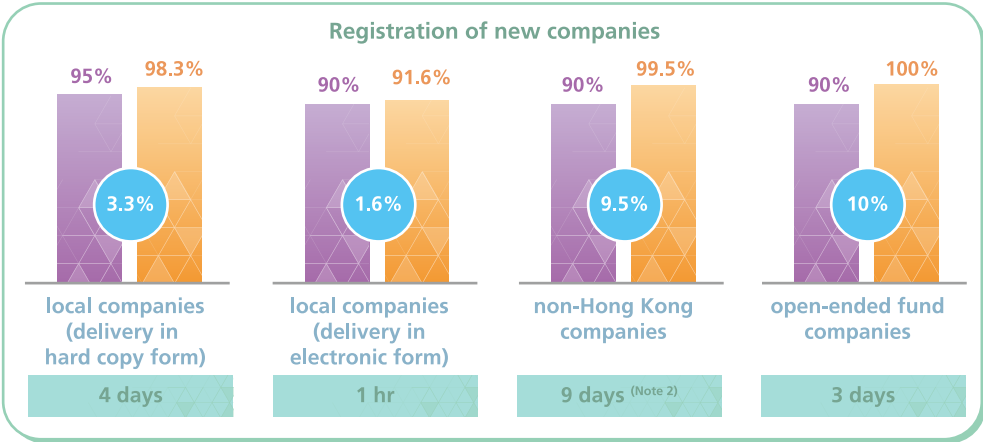 Registration of new companies
95%
98.3%
3.3%
local companies
(delivery in
hard copy form)
4 days
90%
91.6%
1.6%
local companies
(delivery in
electronic form)
1 hr
90%
99.5%
9.5%
non-Hong Kong
companies
9 days (Note 2)
90%
100%
10%
open-ended fund
companies
3 days